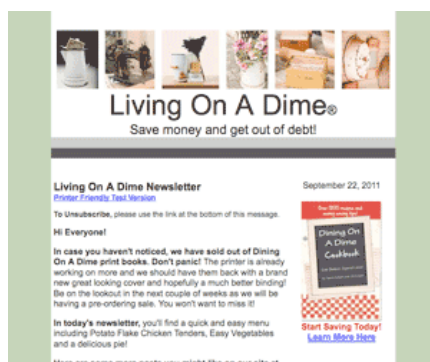 Living On A Dime®
Save money and get out of debt!
Living On A Dime Newsletter
Printer Friendly Text Version
September 22, 2011
To Unsubscribe, please use the link at the bottom of this message.
Hi Everyone!
In case you haven't noticed, we have sold out of Dining
On A Dime print books. Don't panic! The printer is already
working on more and we should have them back with a brand
new great looking cover and hopefully a much better binding!
Be on the lookout in the next couple of weeks as we will be
having a pre-ordering sale. You won't want to miss it!
In today's newsletter, you'll find a quick and easy menu
including Potato Flake Chicken Tenders, Easy Vegetables
and a delicious pie!
Dining On
A Dime
Cookbook
Start Saving Today!
Learn More Here